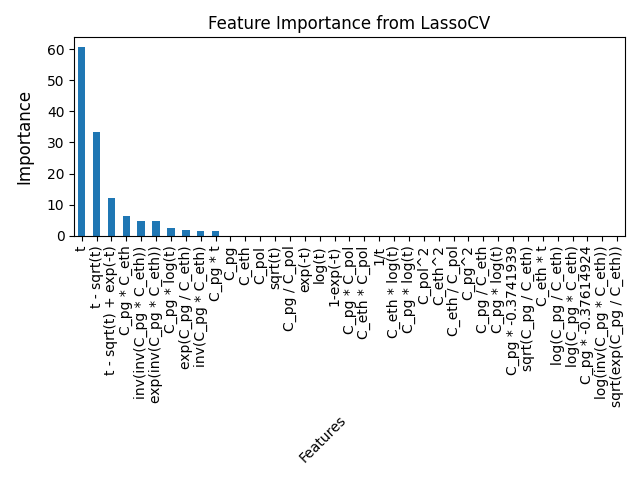 Feature Importance from LassoCV
Importance
60
50
40
30
20
10
0
t
t - sqrt(t)
t - sqrt(t) + exp(-t)
C_pg * C_eth
inv(inv(C_pg * C_eth))
exp(inv(C_pg * C_eth))
C_pg * log(t)
exp(C_pg / C_eth)
inv(C_pg * C_eth)
C_pg * t
C_pg
C_eth
C_pol
sqrt(t)
C_pg / C_pol
exp(-t)
log(t)
1-exp(-t)
C_pg * C_pol
C_eth * C_pol
1/t
C_eth * log(t)
C_pg * log(t)
C_pol^2
C_eth^2
C_eth / C_pol
C_pg^2
C_pg / C_eth
C_pg * log(t)
C_pg * -0.3741939
sqrt(C_pg / C_eth)
C_eth * t
log(C_pg / C_eth)
log(C_pg * C_eth)
C_pg * -0.37614924
log(inv(C_pg * C_eth))
sqrt(exp(C_pg / C_eth))
Features